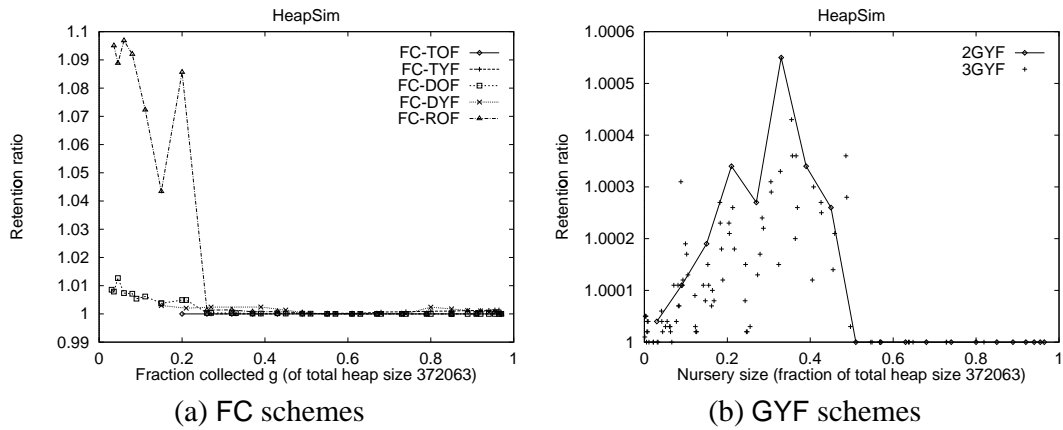 HeapSim
1.1
1.09
1.08
1.07
1.06
1.05
1.04
1.03
1.02
1.01
1
0.99
Retention ratio
FC-TOF
FC-TYF
FC-DOF
FC-DYF
FC-ROF
0 0.2 0.4 0.6 0.8 1
Fraction collected g (of total heap size 372063)
(a) FC schemes
HeapSim
1.0006
1.0005
1.0004
1.0003
1.0002
1.0001
1
Retention ratio
2GYF
3GYF
0 0.2 0.4 0.6 0.8 1
Nursery size (fraction of total heap size 372063)
(b) GYF schemes